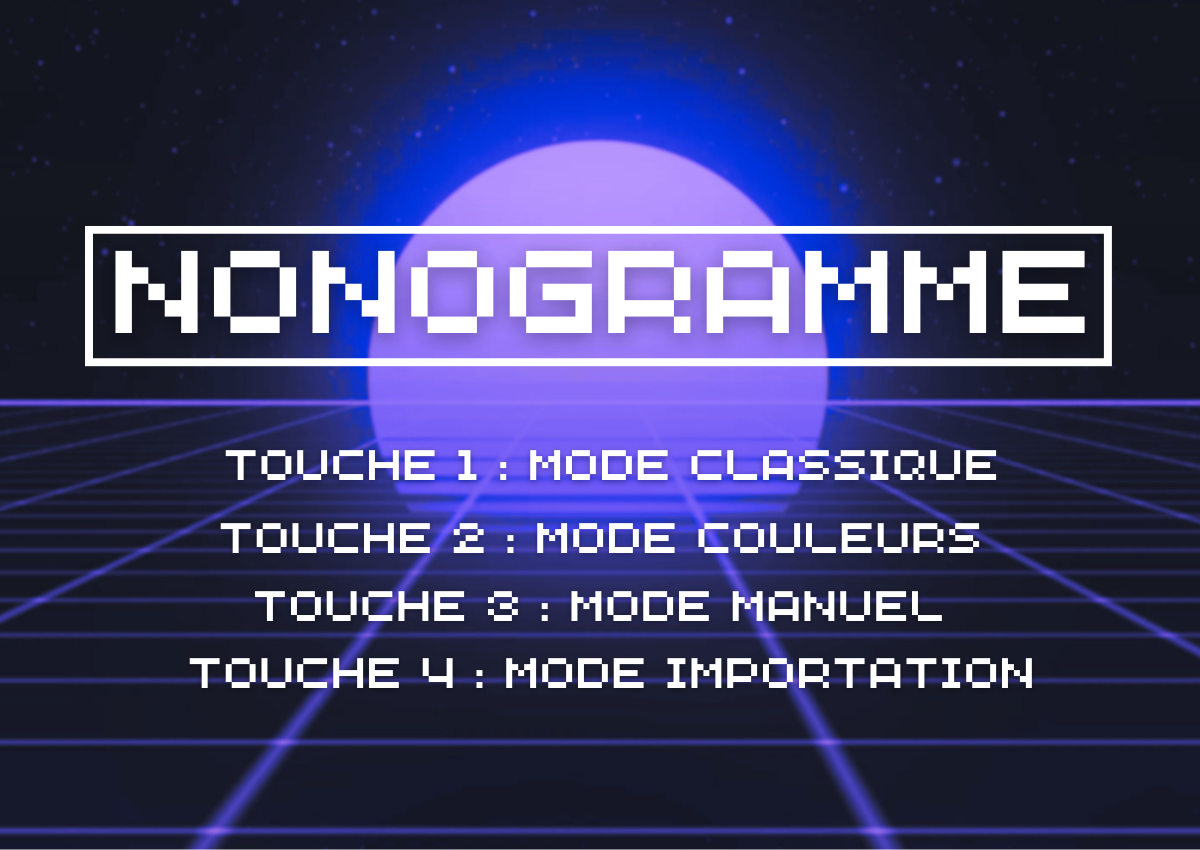 NONOGRAMME
TOUCHE 1 : MODE CLASSIQUE
TOUCHE 2 : MODE COULEURS
TOUCHE 3 : MODE MANUEL
TOUCHE 4 : MODE IMPORTATION